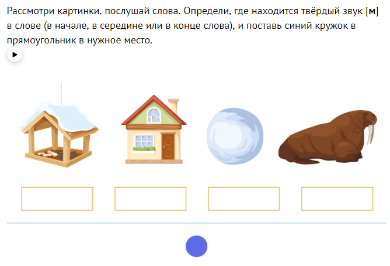 Рассмотри картинки, послушай слова. Определи, где находится твёрдый звук [м]
в слове (в начале, в середине или в конце слова), и поставь синий кружок в
прямоугольник в нужное место.